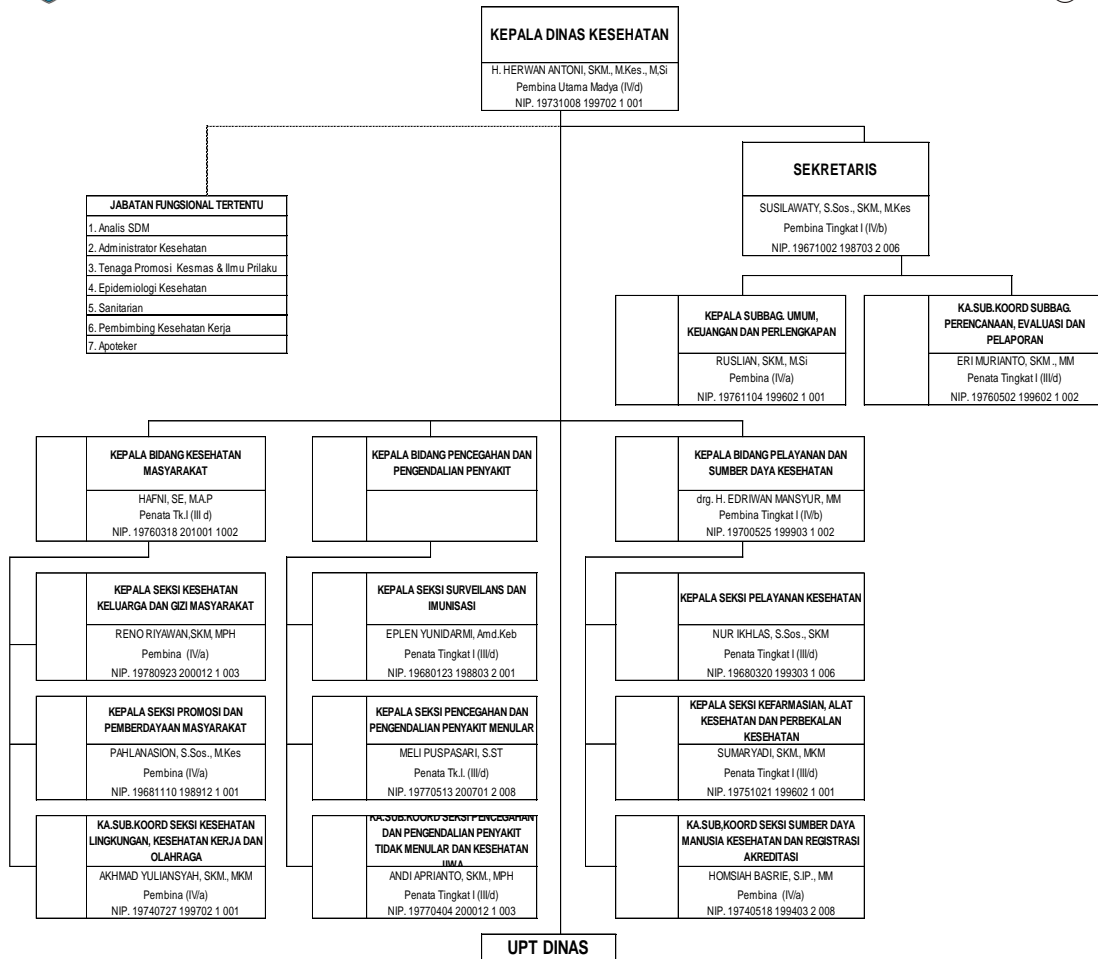 KEPALA DINAS KESEHATAN
H. HERWAN ANTONI, SKM., M.Kes., M,Si
Pembina Utama Madya (IV/d)
NIP. 19731008 199702 1 001
SEKRETARIS
SUSILAWATY, S.Sos., SKM., M.Kes
Pembina Tingkat I (IV/b)
NIP. 19671002 198703 2 006
JABATAN FUNGSIONAL TERTENTU
1. Analis SDM
2. Administrator Kesehatan
3. Tenaga Promosi Kesmas & Ilmu Prilaku
4. Epidemiologi Kesehatan
5. Sanitarian
6. Pembimbing Kesehatan Kerja
7. Apoteker
KEPALA SUBBAG. UMUM,
KEUANGAN DAN PERLENGKAPAN
RUSLIAN, SKM., M.Si
Pembina (IV/a)
NIP. 19761104 199602 1 001
KA.SUB.KOORD SUBBAG.
PERENCANAAN, EVALUASI DAN
PELAPORAN
ERI MURIANTO, SKM ., MM
Penata Tingkat I (III/d)
NIP. 19760502 199602 1 002
KEPALA BIDANG KESEHATAN
MASYARAKAT
HAFNI, SE, M.A.P
Penata Tk.I (III d)
NIP. 19760318 201001 1002
KEPALA BIDANG PENCEGAHAN DAN
PENGENDALIAN PENYAKIT
KEPALA BIDANG PELAYANAN DAN
SUMBER DAYA KESEHATAN
drg. H. EDRIWAN MANSYUR, MM
Pembina Tingkat I (IV/b)
NIP. 19700525 199903 1 002
KEPALA SEKSI KESEHATAN
KELUARGA DAN GIZI MASYARAKAT
RENO RIYAWAN,SKM, MPH
Pembina (IV/a)
NIP. 19780923 200012 1 003
KEPALA SEKSI SURVEILANS DAN
IMUNISASI
EPLEN YUNIDARMI, Amd.Keb
Penata Tingkat I (III/d)
NIP. 19680123 198803 2 001
KEPALA SEKSI PELAYANAN KESEHATAN
NUR IKHLAS, S.Sos., SKM
Penata Tingkat I (III/d)
NIP. 19680320 199303 1 006
KEPALA SEKSI PROMOSI DAN
PEMBERDAYAAN MASYARAKAT
PAHLANASION, S.Sos., M.Kes
Pembina (IV/a)
NIP. 19681110 198912 1 001
KEPALA SEKSI PENCEGAHAN DAN
PENGENDALIAN PENYAKIT MENULAR
MELI PUSPASARI, S.ST
Penata Tk.I. (III/d)
NIP. 19770513 200701 2 008
KEPALA SEKSI KEFARMASIAN, ALAT
KESEHATAN DAN PERBEKALAN
KESEHATAN
SUMARYADI, SKM., MKM
Penata Tingkat I (III/d)
NIP. 19751021 199602 1 001
KA.SUB.KOORD SEKSI KESEHATAN
LINGKUNGAN, KESEHATAN KERJA DAN
OLAHRAGA
AKHMAD YULIANSYAH, SKM., MKM
Pembina (IV/a)
NIP. 19740727 199702 1 001
KA.SUB.KOORD SEKSI PENCEGAHAN
DAN PENGENDALIAN PENYAKIT
TIDAK MENULAR DAN KESEHATAN
JIWA
ANDI APRIANTO, SKM., MPH
Penata Tingkat I (III/d)
NIP. 19770404 200012 1 003
KA.SUB,KOORD SEKSI SUMBER DAYA
MANUSIA KESEHATAN DAN REGISTRASI
AKREDITASI
HOMSIAH BASRIE, S.IP., MM
Pembina (IV/a)
NIP. 19740518 199403 2 008
UPT DINAS